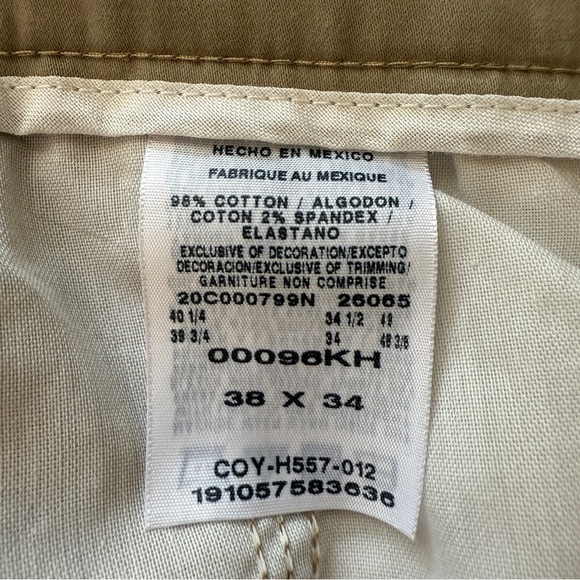 HECHO EN MEXICO
FABRIQUE AU MEXIQUE
98% COTTON / ALGODON /
COTON 2% SPANDEX /
ELASTANO
EXCLUSIVE OF DECORATION/EXCEPTO
DECORACION/EXCLUSIVE OF TRIMMING/
GARNITURE NON COMPRISE
20C000799N 26065
40 1/4 34 1/2 49
39 3/4 34 48 3/8
00096KH
38 X 34
COY-H557-012
191057583636